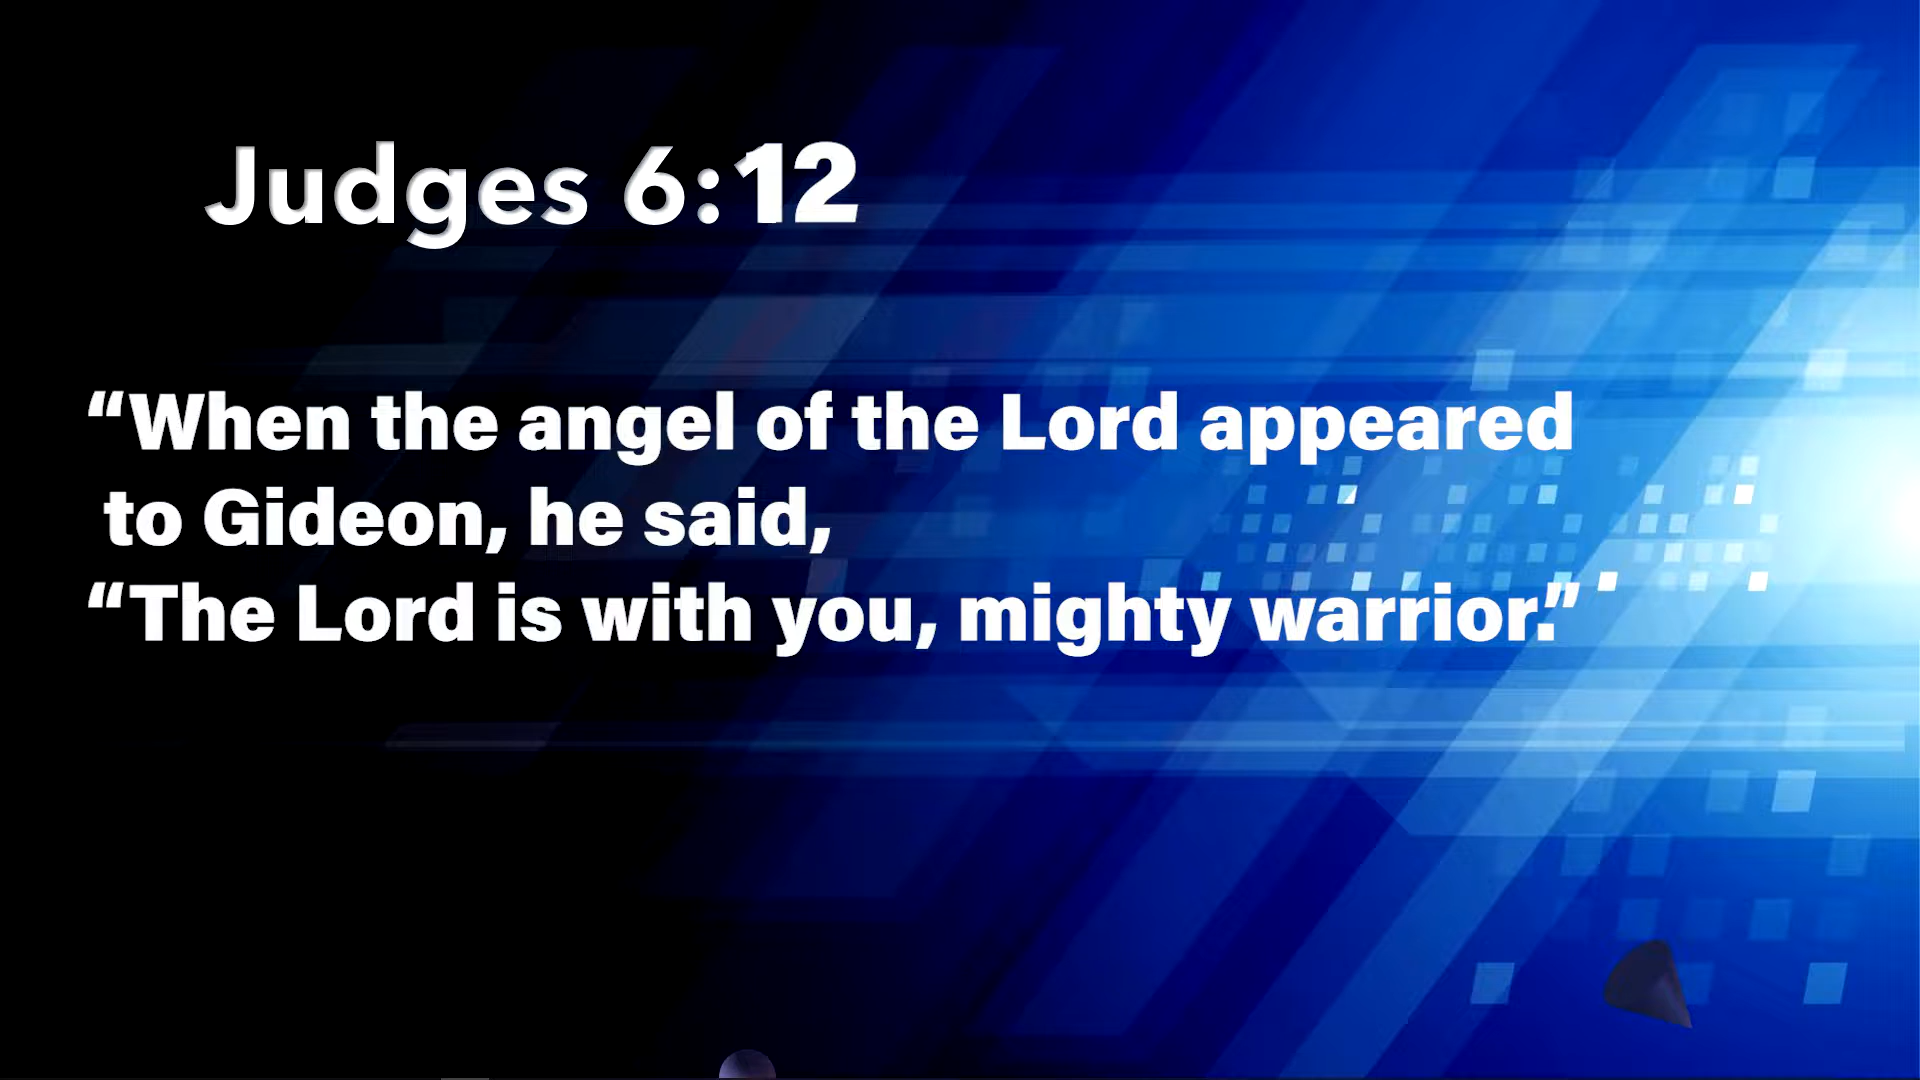 Judges 6:12
“When the angel of the Lord appeared
to Gideon, he said,
“The Lord is with you, mighty warrior.”